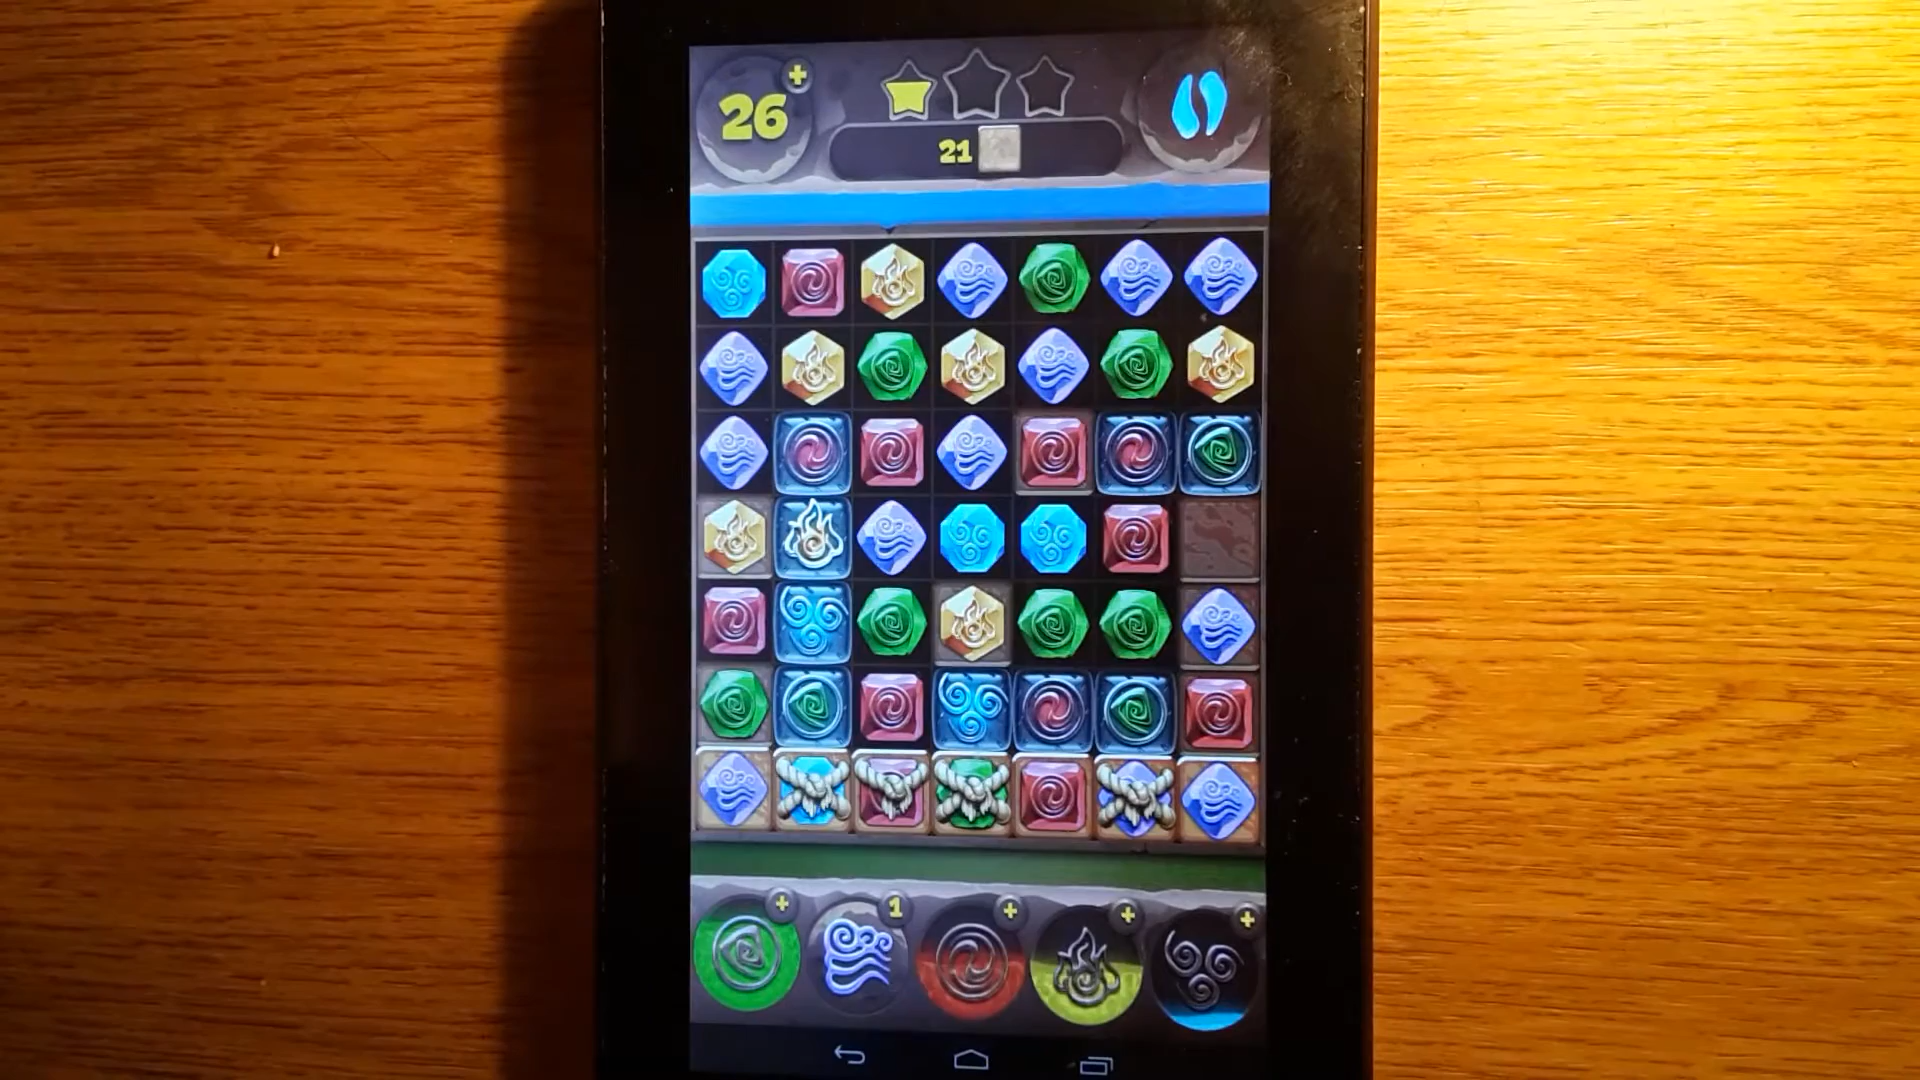 26 +
21
+ 1 + + +